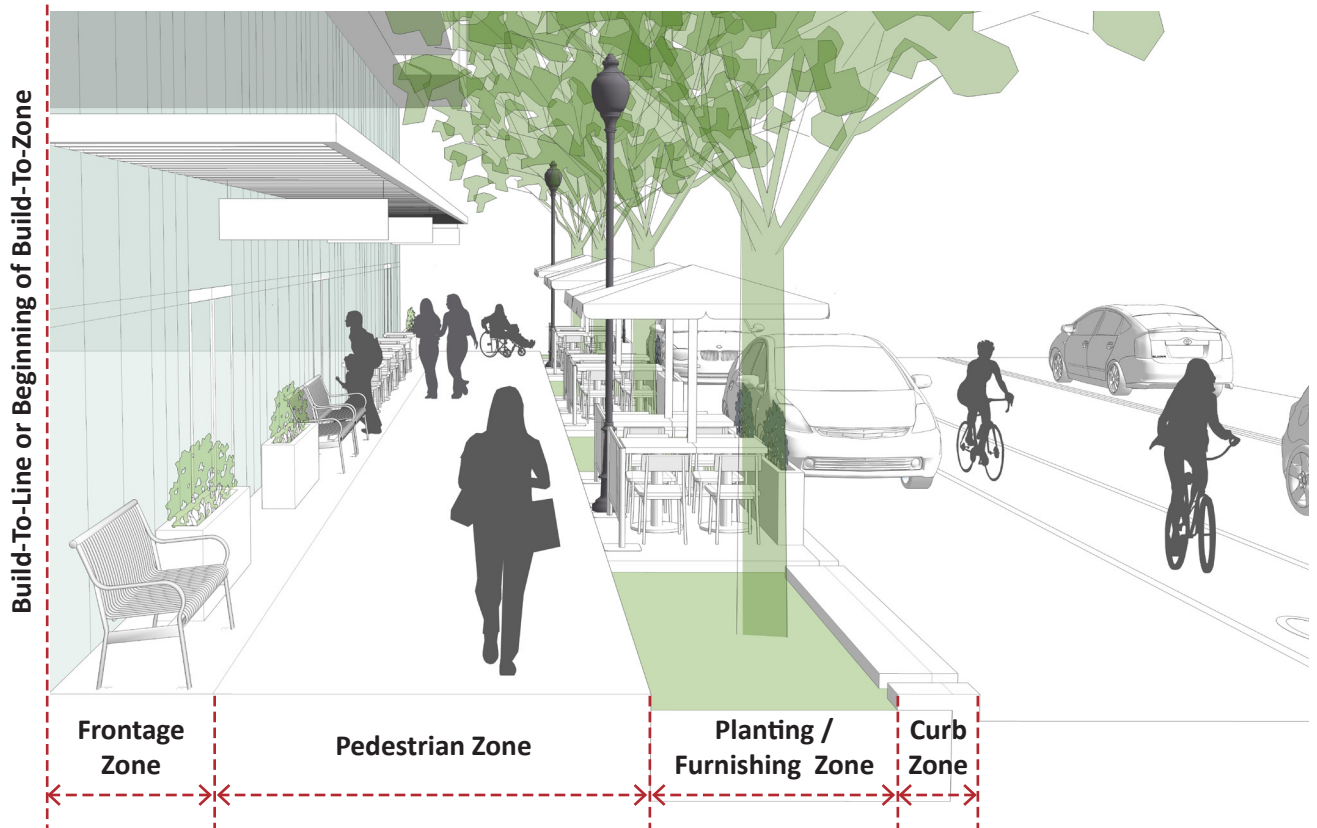 Build-To-Line or Beginning of Build-To-Zone
Frontage
Zone
Pedestrian Zone
Planting /
Furnishing Zone
Curb
Zone